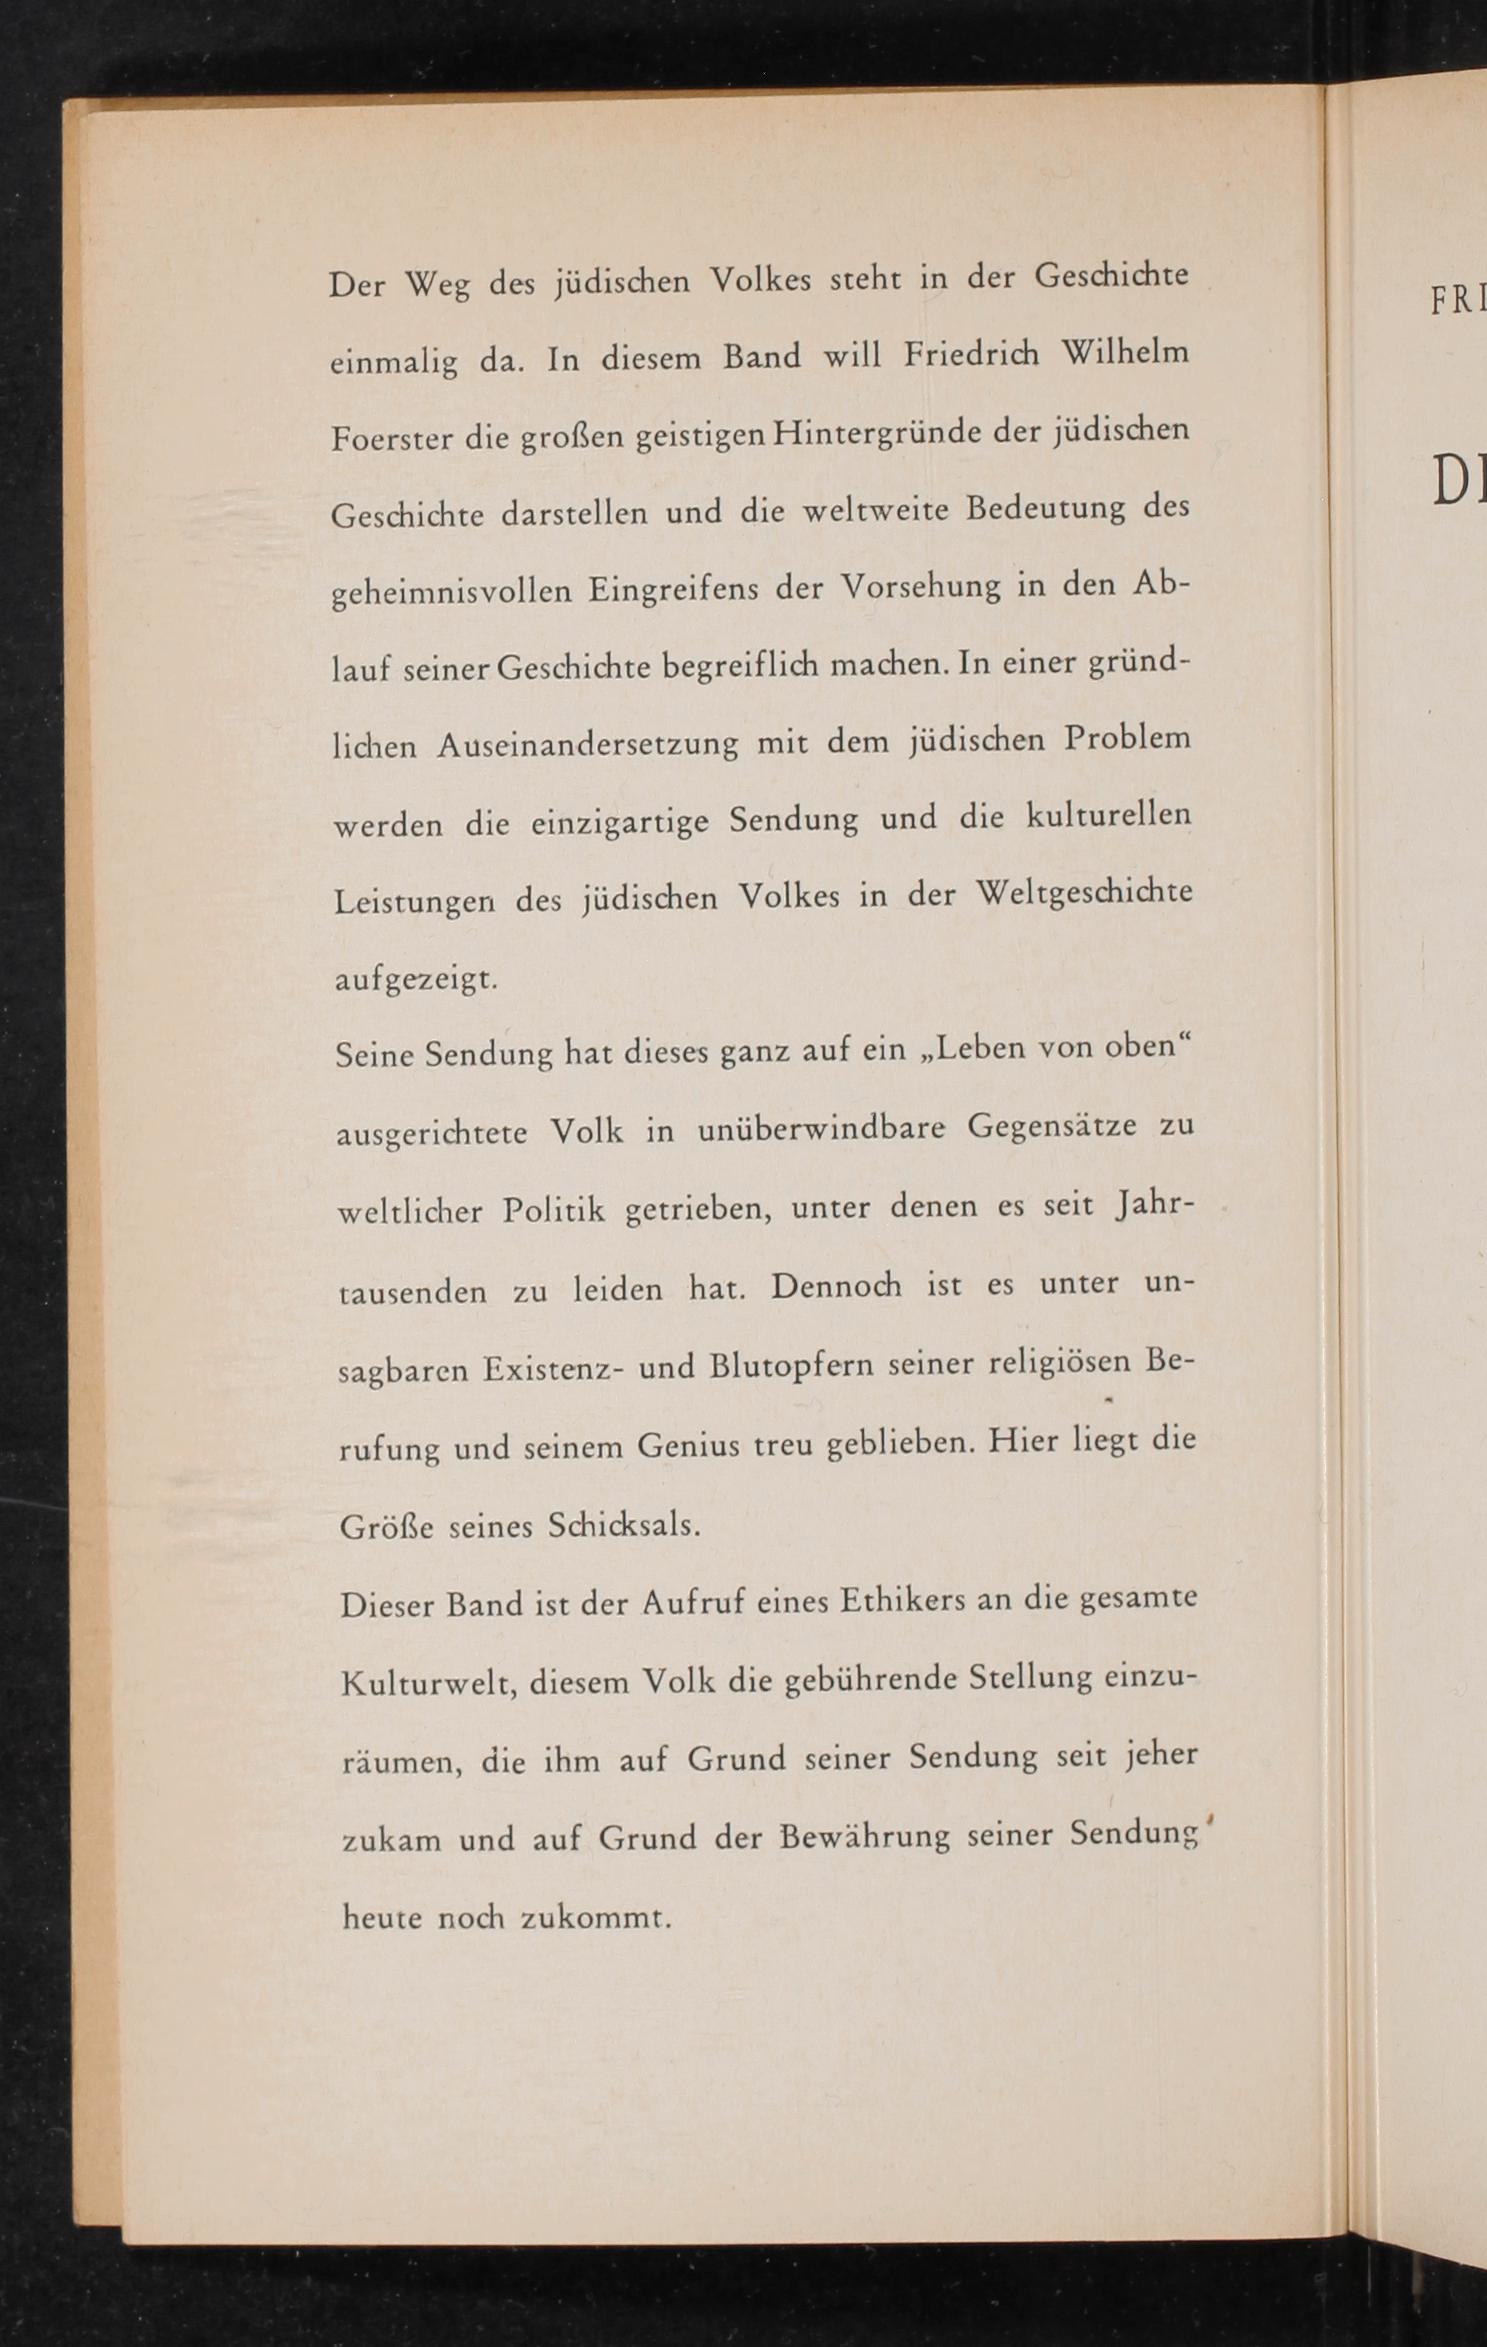 Der Weg des jüdischen Volkes steht in der Geschichte
einmalig da. In diesem Band will Friedrich Wilhelm
Foerster die großen geistigen Hintergründe der jüdischen
Geschichte darstellen und die weltweite Bedeutung des
geheimnisvollen Eingreifens der Vorsehung in den Ab-
lauf seiner Geschichte begreiflich machen. In einer gründ-
lichen Auseinandersetzung mit dem jüdischen Problem
werden die einzigartige Sendung und die kulturellen
Leistungen des jüdischen Volkes in der Weltgeschichte
aufgezeigt.
Seine Sendung hat dieses ganz auf ein „Leben von oben“
ausgerichtete Volk in unüberwindbare Gegensätze zu
weltlicher Politik getrieben, unter denen es seit Jahr-
tausenden zu leiden hat. Dennoch ist es unter un-
sagbaren Existenz- und Blutopfern seiner religiösen Be-
rufung und seinem Genius treu geblieben. Hier liegt die
Größe seines Schicksals.
Dieser Band ist der Aufruf eines Ethikers an die gesamte
Kulturwelt, diesem Volk die gebührende Stellung einzu-
räumen, die ihm auf Grund seiner Sendung seit jeher
zukam und auf Grund der Bewährung seiner Sendung
heute noch zukommt.
FRI